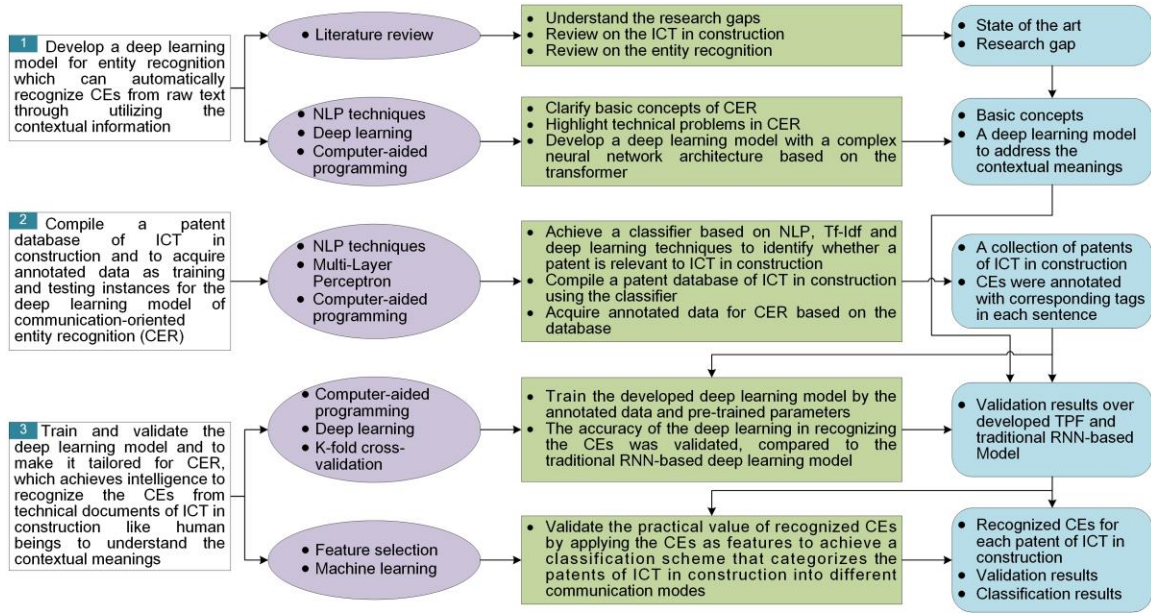 1 Develop a deep learning
model for entity recognition
which can automatically
recognize CEs from raw text
through utilizing the
contextual information
• Literature review
• Understand the research gaps
• Review on the ICT in construction
• Review on the entity recognition
• State of the art
• Research gap
• NLP techniques
• Deep learning
• Computer-aided
programming
• Clarify basic concepts of CER
• Highlight technical problems in CER
• Develop a deep learning model with a complex
neural network architecture based on the
transformer
• Basic concepts
• A deep learning model
to address the
contextual meanings
2 Compile a patent
database of ICT in
construction and to acquire
annotated data as training
and testing instances for the
deep learning model of
communication-oriented
entity recognition (CER)
• NLP techniques
• Multi-Layer
Perceptron
• Computer-aided
programming
• Achieve a classifier based on NLP, Tf-Idf and
deep learning techniques to identify whether a
patent is relevant to ICT in construction
• Compile a patent database of ICT in construction
using the classifier
• Acquire annotated data for CER based on the
database
• A collection of patents
of ICT in construction
• CEs were annotated
with corresponding tags
in each sentence
3 Train and validate the
deep learning model and to
make it tailored for CER,
which achieves intelligence to
recognize the CEs from
technical documents of ICT in
construction like human
beings to understand the
contextual meanings
• Computer-aided
programming
• Deep learning
• K-fold cross-
validation
• Train the developed deep learning model by the
annotated data and pre-trained parameters
• The accuracy of the deep learning in recognizing
the CEs was validated, compared to the
traditional RNN-based deep learning model
• Validation results over
developed TPF and
traditional RNN-based
Model
• Feature selection
• Machine learning
• Validate the practical value of recognized CEs
by applying the CEs as features to achieve a
classification scheme that categorizes the
patents of ICT in construction into different
communication modes
• Recognized CEs for
each patent of ICT in
construction
• Validation results
• Classification results